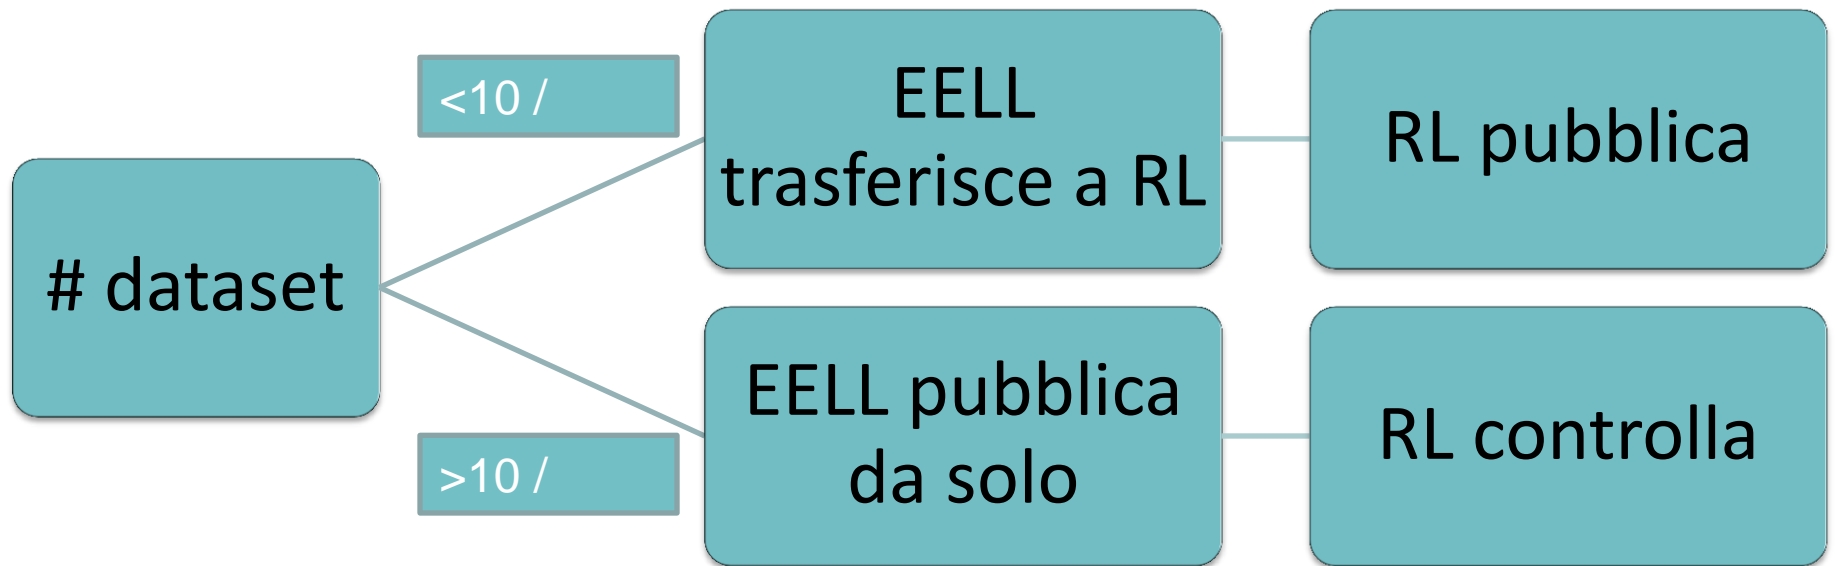 # dataset
<10 /
EELL
trasferisce a RL
RL pubblica
>10 /
EELL pubblica
da solo
RL controlla